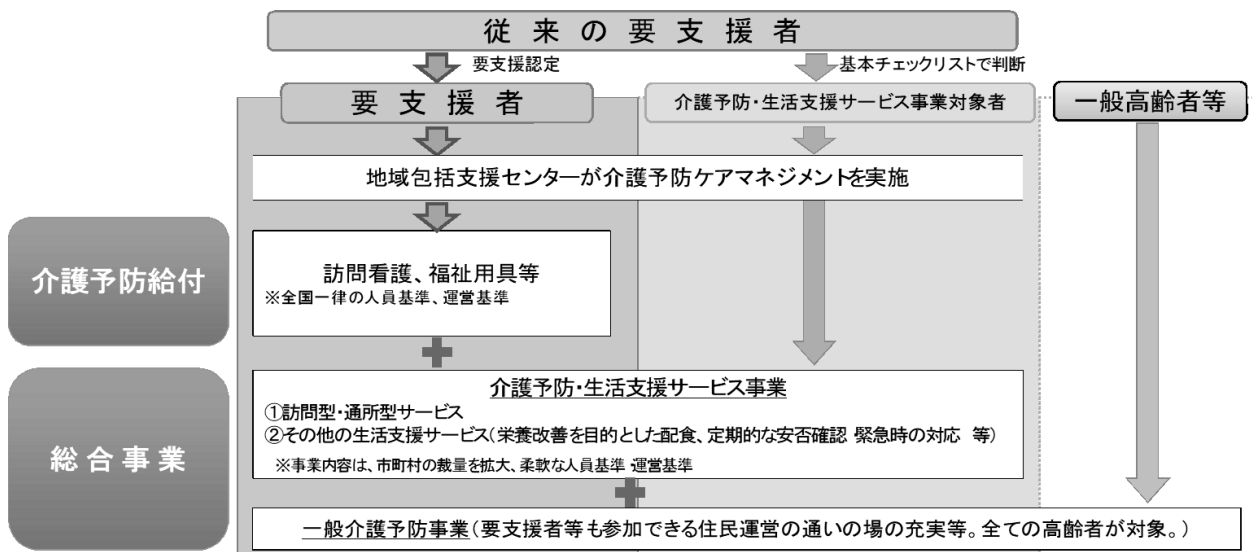 従来の要支援者
要支援認定
基本チェックリストで判断
要支援者
介護予防・生活支援サービス事業対象者
一般高齢者等
地域包括支援センターが介護予防ケアマネジメントを実施
介護予防給付
訪問看護、福祉用具等
※全国一律の人員基準、運営基準
総合事業
介護予防・生活支援サービス事業
①訪問型・通所型サービス
②その他の生活支援サービス(栄養改善を目的とした配食、定期的な安否確認・緊急時の対応 等)
※事業内容は、市町村の裁量を拡大、柔軟な人員基準・運営基準
一般介護予防事業(要支援者等も参加できる住民運営の通いの場の充実等。全ての高齢者が対象。)